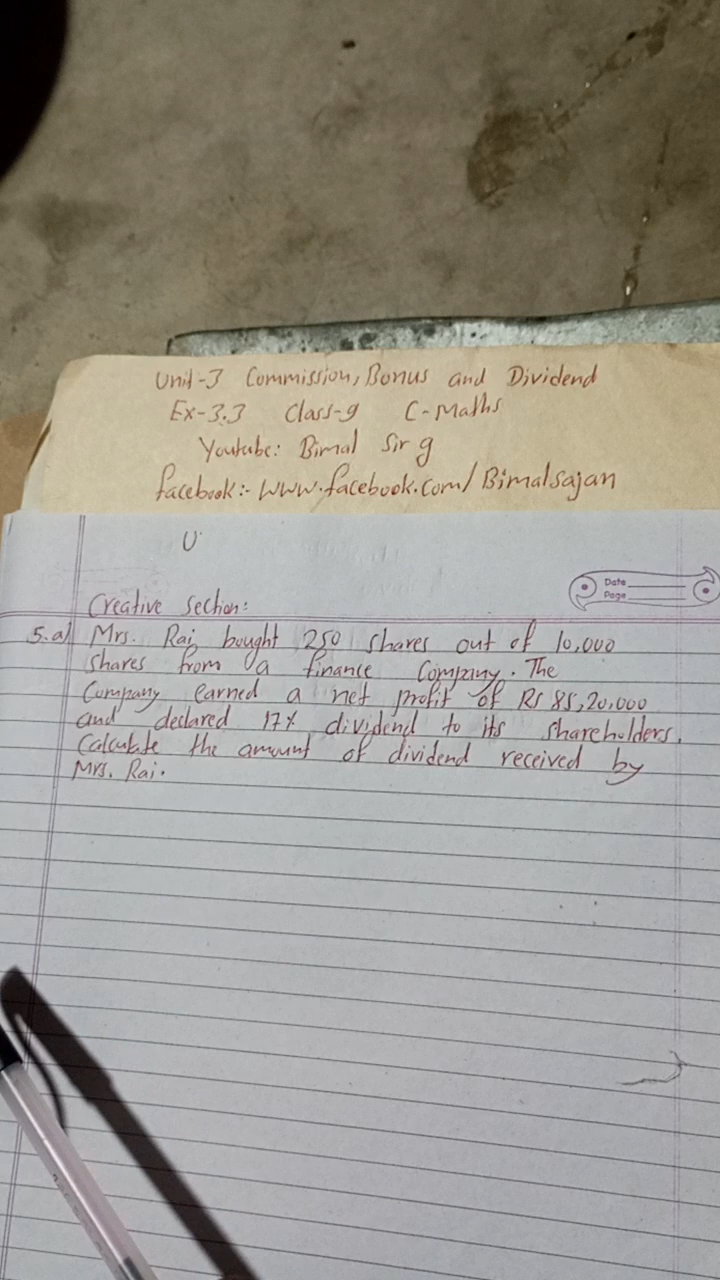 Unit-3 Commission, Bonus and Dividend
Ex-3.3 Class-9 C-Maths
Youtube: Bimal Sir g
facebook:- www.facebook.com/Bimalsajan
U
Date
Page
Creative Section:
5.a) Mrs. Rai bought 250 shares out of 10,000
shares from a finance Company. The
Company earned a net profit of RS 85,20,000
and declared 17% dividend to its shareholders.
Calculate the amount of dividend received by
Mrs. Rai.